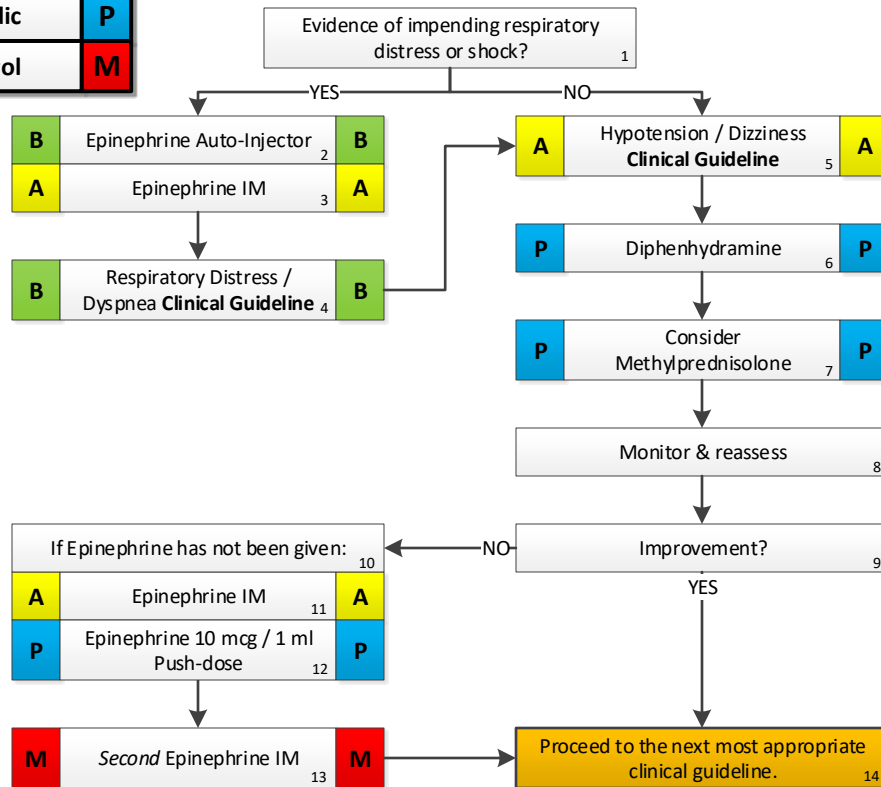 dic P
ol M
Evidence of impending respiratory
distress or shock? 1
YES NO
B Epinephrine Auto-Injector 2 B
A Epinephrine IM 3 A
B Respiratory Distress /
Dyspnea Clinical Guideline 4 B
A Hypotension / Dizziness
Clinical Guideline 5 A
P Diphenhydramine 6 P
P Consider
Methylprednisolone 7 P
Monitor & reassess 8
Improvement? 9
NO
YES
If Epinephrine has not been given: 10
A Epinephrine IM 11 A
P Epinephrine 10 mcg / 1 ml
Push-dose 12 P
M Second Epinephrine IM 13 M
Proceed to the next most appropriate
clinical guideline. 14